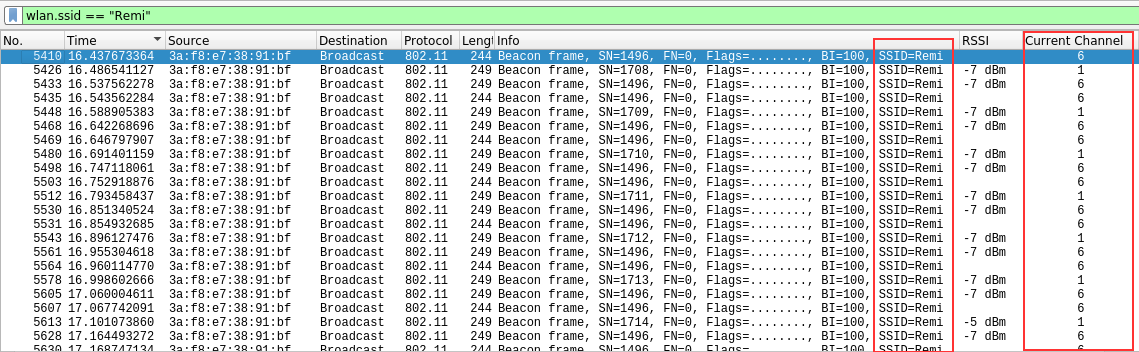 wlan.ssid == "Remi"
No. Time Source Destination Protocol Lengt Info RSSI Current Channel
5410 16.437673364 3a:f8:e7:38:91:bf Broadcast 802.11 244 Beacon frame, SN=1496, FN=0, Flags=........, BI=100, SSID=Remi 6
5426 16.486541127 3a:f8:e7:38:91:bf Broadcast 802.11 249 Beacon frame, SN=1708, FN=0, Flags=........, BI=100, SSID=Remi -7 dBm 1
5433 16.537562278 3a:f8:e7:38:91:bf Broadcast 802.11 249 Beacon frame, SN=1496, FN=0, Flags=........, BI=100, SSID=Remi -7 dBm 6
5435 16.543562284 3a:f8:e7:38:91:bf Broadcast 802.11 244 Beacon frame, SN=1496, FN=0, Flags=........, BI=100, SSID=Remi 6
5448 16.588905383 3a:f8:e7:38:91:bf Broadcast 802.11 249 Beacon frame, SN=1709, FN=0, Flags=........, BI=100, SSID=Remi -7 dBm 1
5468 16.642268696 3a:f8:e7:38:91:bf Broadcast 802.11 249 Beacon frame, SN=1496, FN=0, Flags=........, BI=100, SSID=Remi -7 dBm 6
5469 16.646797907 3a:f8:e7:38:91:bf Broadcast 802.11 244 Beacon frame, SN=1496, FN=0, Flags=........, BI=100, SSID=Remi 6
5480 16.691401159 3a:f8:e7:38:91:bf Broadcast 802.11 249 Beacon frame, SN=1710, FN=0, Flags=........, BI=100, SSID=Remi -7 dBm 1
5498 16.747118061 3a:f8:e7:38:91:bf Broadcast 802.11 249 Beacon frame, SN=1496, FN=0, Flags=........, BI=100, SSID=Remi -7 dBm 6
5503 16.752918876 3a:f8:e7:38:91:bf Broadcast 802.11 244 Beacon frame, SN=1496, FN=0, Flags=........, BI=100, SSID=Remi 6
5512 16.793458437 3a:f8:e7:38:91:bf Broadcast 802.11 249 Beacon frame, SN=1711, FN=0, Flags=........, BI=100, SSID=Remi -7 dBm 1
5530 16.851340524 3a:f8:e7:38:91:bf Broadcast 802.11 249 Beacon frame, SN=1496, FN=0, Flags=........, BI=100, SSID=Remi -7 dBm 6
5531 16.854932685 3a:f8:e7:38:91:bf Broadcast 802.11 244 Beacon frame, SN=1496, FN=0, Flags=........, BI=100, SSID=Remi 6
5543 16.896127476 3a:f8:e7:38:91:bf Broadcast 802.11 249 Beacon frame, SN=1712, FN=0, Flags=........, BI=100, SSID=Remi -7 dBm 1
5561 16.955304618 3a:f8:e7:38:91:bf Broadcast 802.11 249 Beacon frame, SN=1496, FN=0, Flags=........, BI=100, SSID=Remi -7 dBm 6
5564 16.960114770 3a:f8:e7:38:91:bf Broadcast 802.11 244 Beacon frame, SN=1496, FN=0, Flags=........, BI=100, SSID=Remi 6
5578 16.998602666 3a:f8:e7:38:91:bf Broadcast 802.11 249 Beacon frame, SN=1713, FN=0, Flags=........, BI=100, SSID=Remi -7 dBm 1
5605 17.060004611 3a:f8:e7:38:91:bf Broadcast 802.11 249 Beacon frame, SN=1496, FN=0, Flags=........, BI=100, SSID=Remi -7 dBm 6
5607 17.067742091 3a:f8:e7:38:91:bf Broadcast 802.11 244 Beacon frame, SN=1496, FN=0, Flags=........, BI=100, SSID=Remi 6
5613 17.101073860 3a:f8:e7:38:91:bf Broadcast 802.11 249 Beacon frame, SN=1714, FN=0, Flags=........, BI=100, SSID=Remi -5 dBm 1
5628 17.164493272 3a:f8:e7:38:91:bf Broadcast 802.11 249 Beacon frame, SN=1496, FN=0, Flags=........, BI=100, SSID=Remi -7 dBm 6
5630 17.168747134 3a:f8:e7:38:91:bf Broadcast 802.11 244 Beacon frame, SN=1496, FN=0, Flags= BI=100, SSID=Remi 6